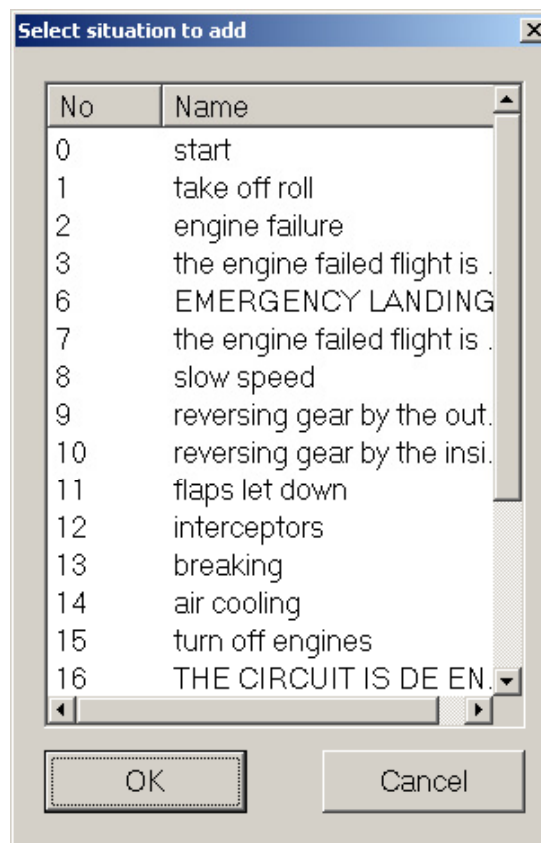 Select situation to add
No Name
0 start
1 take off roll
2 engine failure
3 the engine failed flight is .
6 EMERGENCY LANDING
7 the engine failed flight is .
8 slow speed
9 reversing gear by the out.
10 reversing gear by the insi.
11 flaps let down
12 interceptors
13 breaking
14 air cooling
15 turn off engines
16 THE CIRCUIT IS DE EN.
OK Cancel